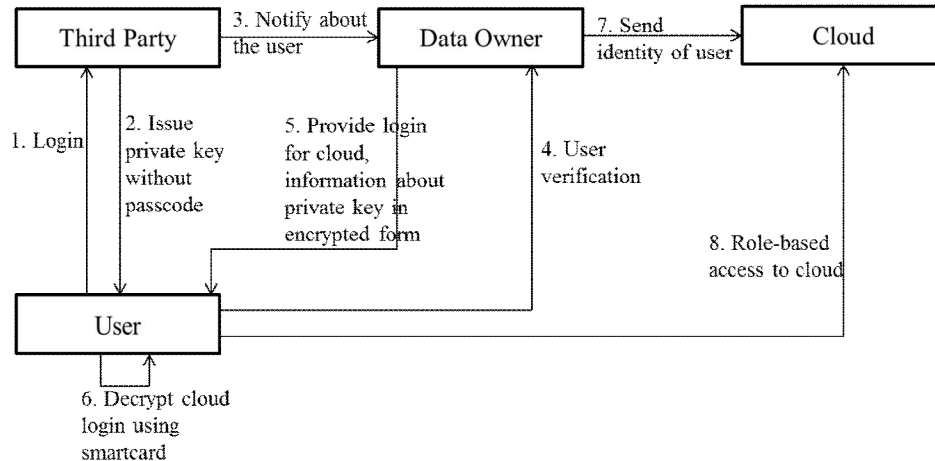 Third Party
3. Notify about
the user
Data Owner
7. Send
identity of user
Cloud
1. Login
2. Issue
private key
without
passcode
5. Provide login
for cloud,
information about
private key in
encrypted form
4. User
verification
8. Role-based
access to cloud
User
6. Decrypt cloud
login using
smartcard